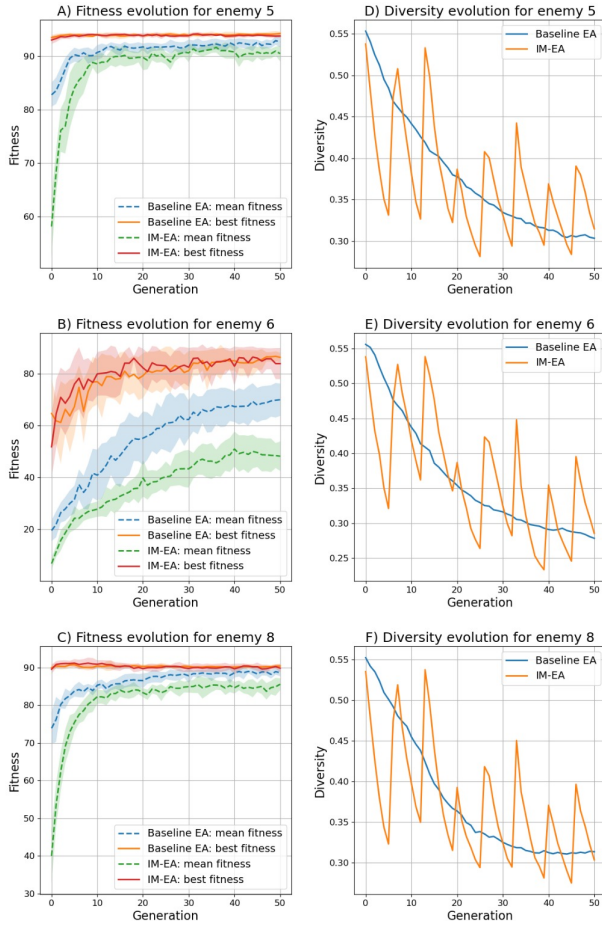 A) Fitness evolution for enemy 5
Fitness
90
80
70
60
0 10 20 30 40 50
Generation
Baseline EA: mean fitness
Baseline EA: best fitness
IM-EA: mean fitness
IM-EA: best fitness
D) Diversity evolution for enemy 5
Diversity
0.55
0.50
0.45
0.40
0.35
0.30
0 10 20 30 40 50
Generation
Baseline EA
IM-EA
B) Fitness evolution for enemy 6
Fitness
80
60
40
20
0 10 20 30 40 50
Generation
Baseline EA: mean fitness
Baseline EA: best fitness
IM-EA: mean fitness
IM-EA: best fitness
E) Diversity evolution for enemy 6
Diversity
0.55
0.50
0.45
0.40
0.35
0.30
0.25
0 10 20 30 40 50
Generation
Baseline EA
IM-EA
C) Fitness evolution for enemy 8
Fitness
90
80
70
60
50
40
30
0 10 20 30 40 50
Generation
Baseline EA: mean fitness
Baseline EA: best fitness
IM-EA: mean fitness
IM-EA: best fitness
F) Diversity evolution for enemy 8
Diversity
0.55
0.50
0.45
0.40
0.35
0.30
0 10 20 30 40 50
Generation
Baseline EA
IM-EA